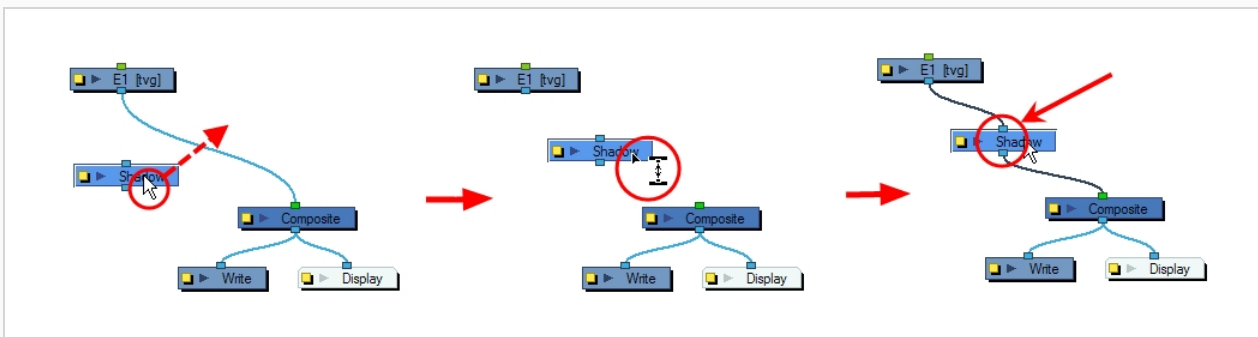 E1 [tvg]
Shadow
Composite
Write
Display
E1 [tvg]
Shadow
Composite
Write
Display
E1 [tvg]
Shadow
Composite
Write
Display